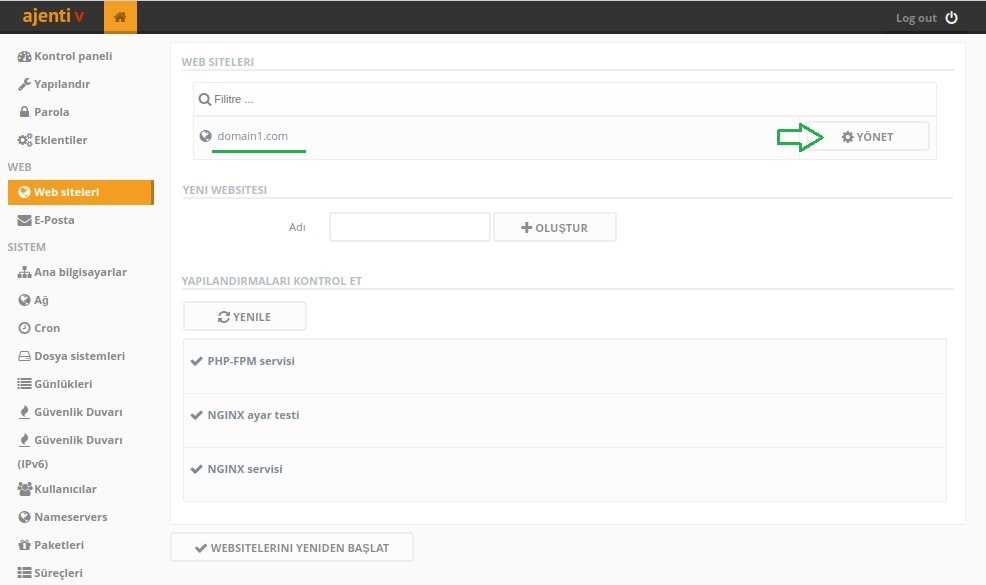 ajenti v
Log out
Kontrol paneli
Yapılandır
Parola
Eklentiler
WEB
Web siteleri
E-Posta
SISTEM
Ana bilgisayarlar
Ağ
Cron
Dosya sistemleri
Günlükleri
Güvenlik Duvarı
Güvenlik Duvarı
(IPv6)
Kullanıcılar
Nameservers
Paketleri
Süreçleri
WEB SITELERI
Filitre ...
domain1.com
YÖNET
YENI WEBSITESI
Adı
OLUŞTUR
YAPILANDIRMALARI KONTROL ET
YENILE
PHP-FPM servisi
NGINX ayar testi
NGINX servisi
WEBSITELERINI YENIDEN BAŞLAT